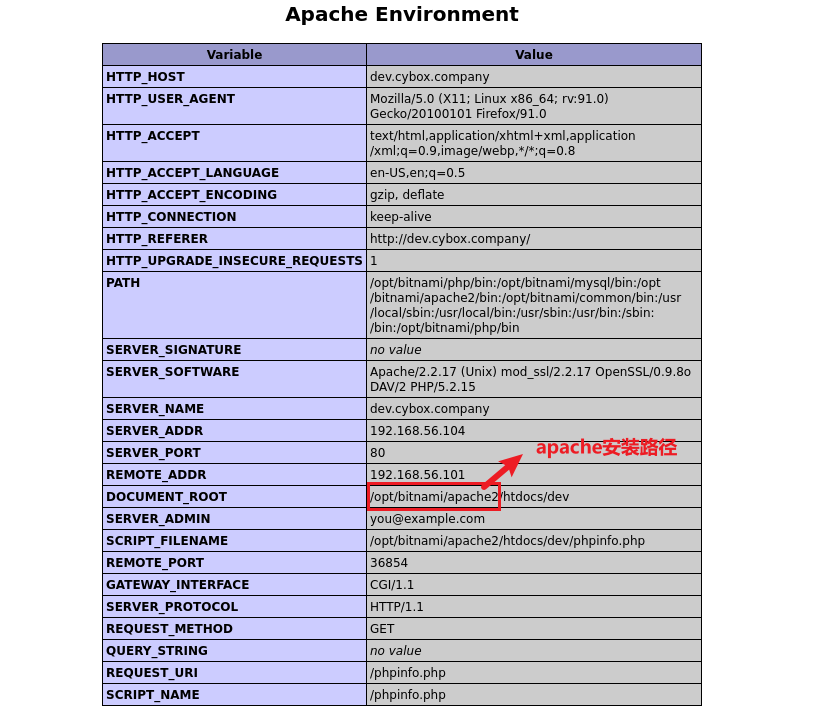 Apache Environment
Variable Value
HTTP_HOST dev.cybox.company
HTTP_USER_AGENT Mozilla/5.0 (X11; Linux x86_64; rv:91.0)
Gecko/20100101 Firefox/91.0
HTTP_ACCEPT text/html,application/xhtml+xml,application
/xml;q=0.9,image/webp,*/*;q=0.8
HTTP_ACCEPT_LANGUAGE en-US,en;q=0.5
HTTP_ACCEPT_ENCODING gzip, deflate
HTTP_CONNECTION keep-alive
HTTP_REFERER http://dev.cybox.company/
HTTP_UPGRADE_INSECURE_REQUESTS 1
PATH /opt/bitnami/php/bin:/opt/bitnami/mysql/bin:/opt
/bitnami/apache2/bin:/opt/bitnami/common/bin:/usr
/local/sbin:/usr/local/bin:/usr/sbin:/usr/bin:/sbin:
/bin:/opt/bitnami/php/bin
SERVER_SIGNATURE no value
SERVER_SOFTWARE Apache/2.2.17 (Unix) mod_ssl/2.2.17 OpenSSL/0.9.8o
DAV/2 PHP/5.2.15
SERVER_NAME dev.cybox.company
SERVER_ADDR 192.168.56.104
apache安装路径
SERVER_PORT 80
REMOTE_ADDR 192.168.56.101
DOCUMENT_ROOT /opt/bitnami/apache2/htdocs/dev
SERVER_ADMIN you@example.com
SCRIPT_FILENAME /opt/bitnami/apache2/htdocs/dev/phpinfo.php
REMOTE_PORT 36854
GATEWAY_INTERFACE CGI/1.1
SERVER_PROTOCOL HTTP/1.1
REQUEST_METHOD GET
QUERY_STRING no value
REQUEST_URI /phpinfo.php
SCRIPT_NAME /phpinfo.php